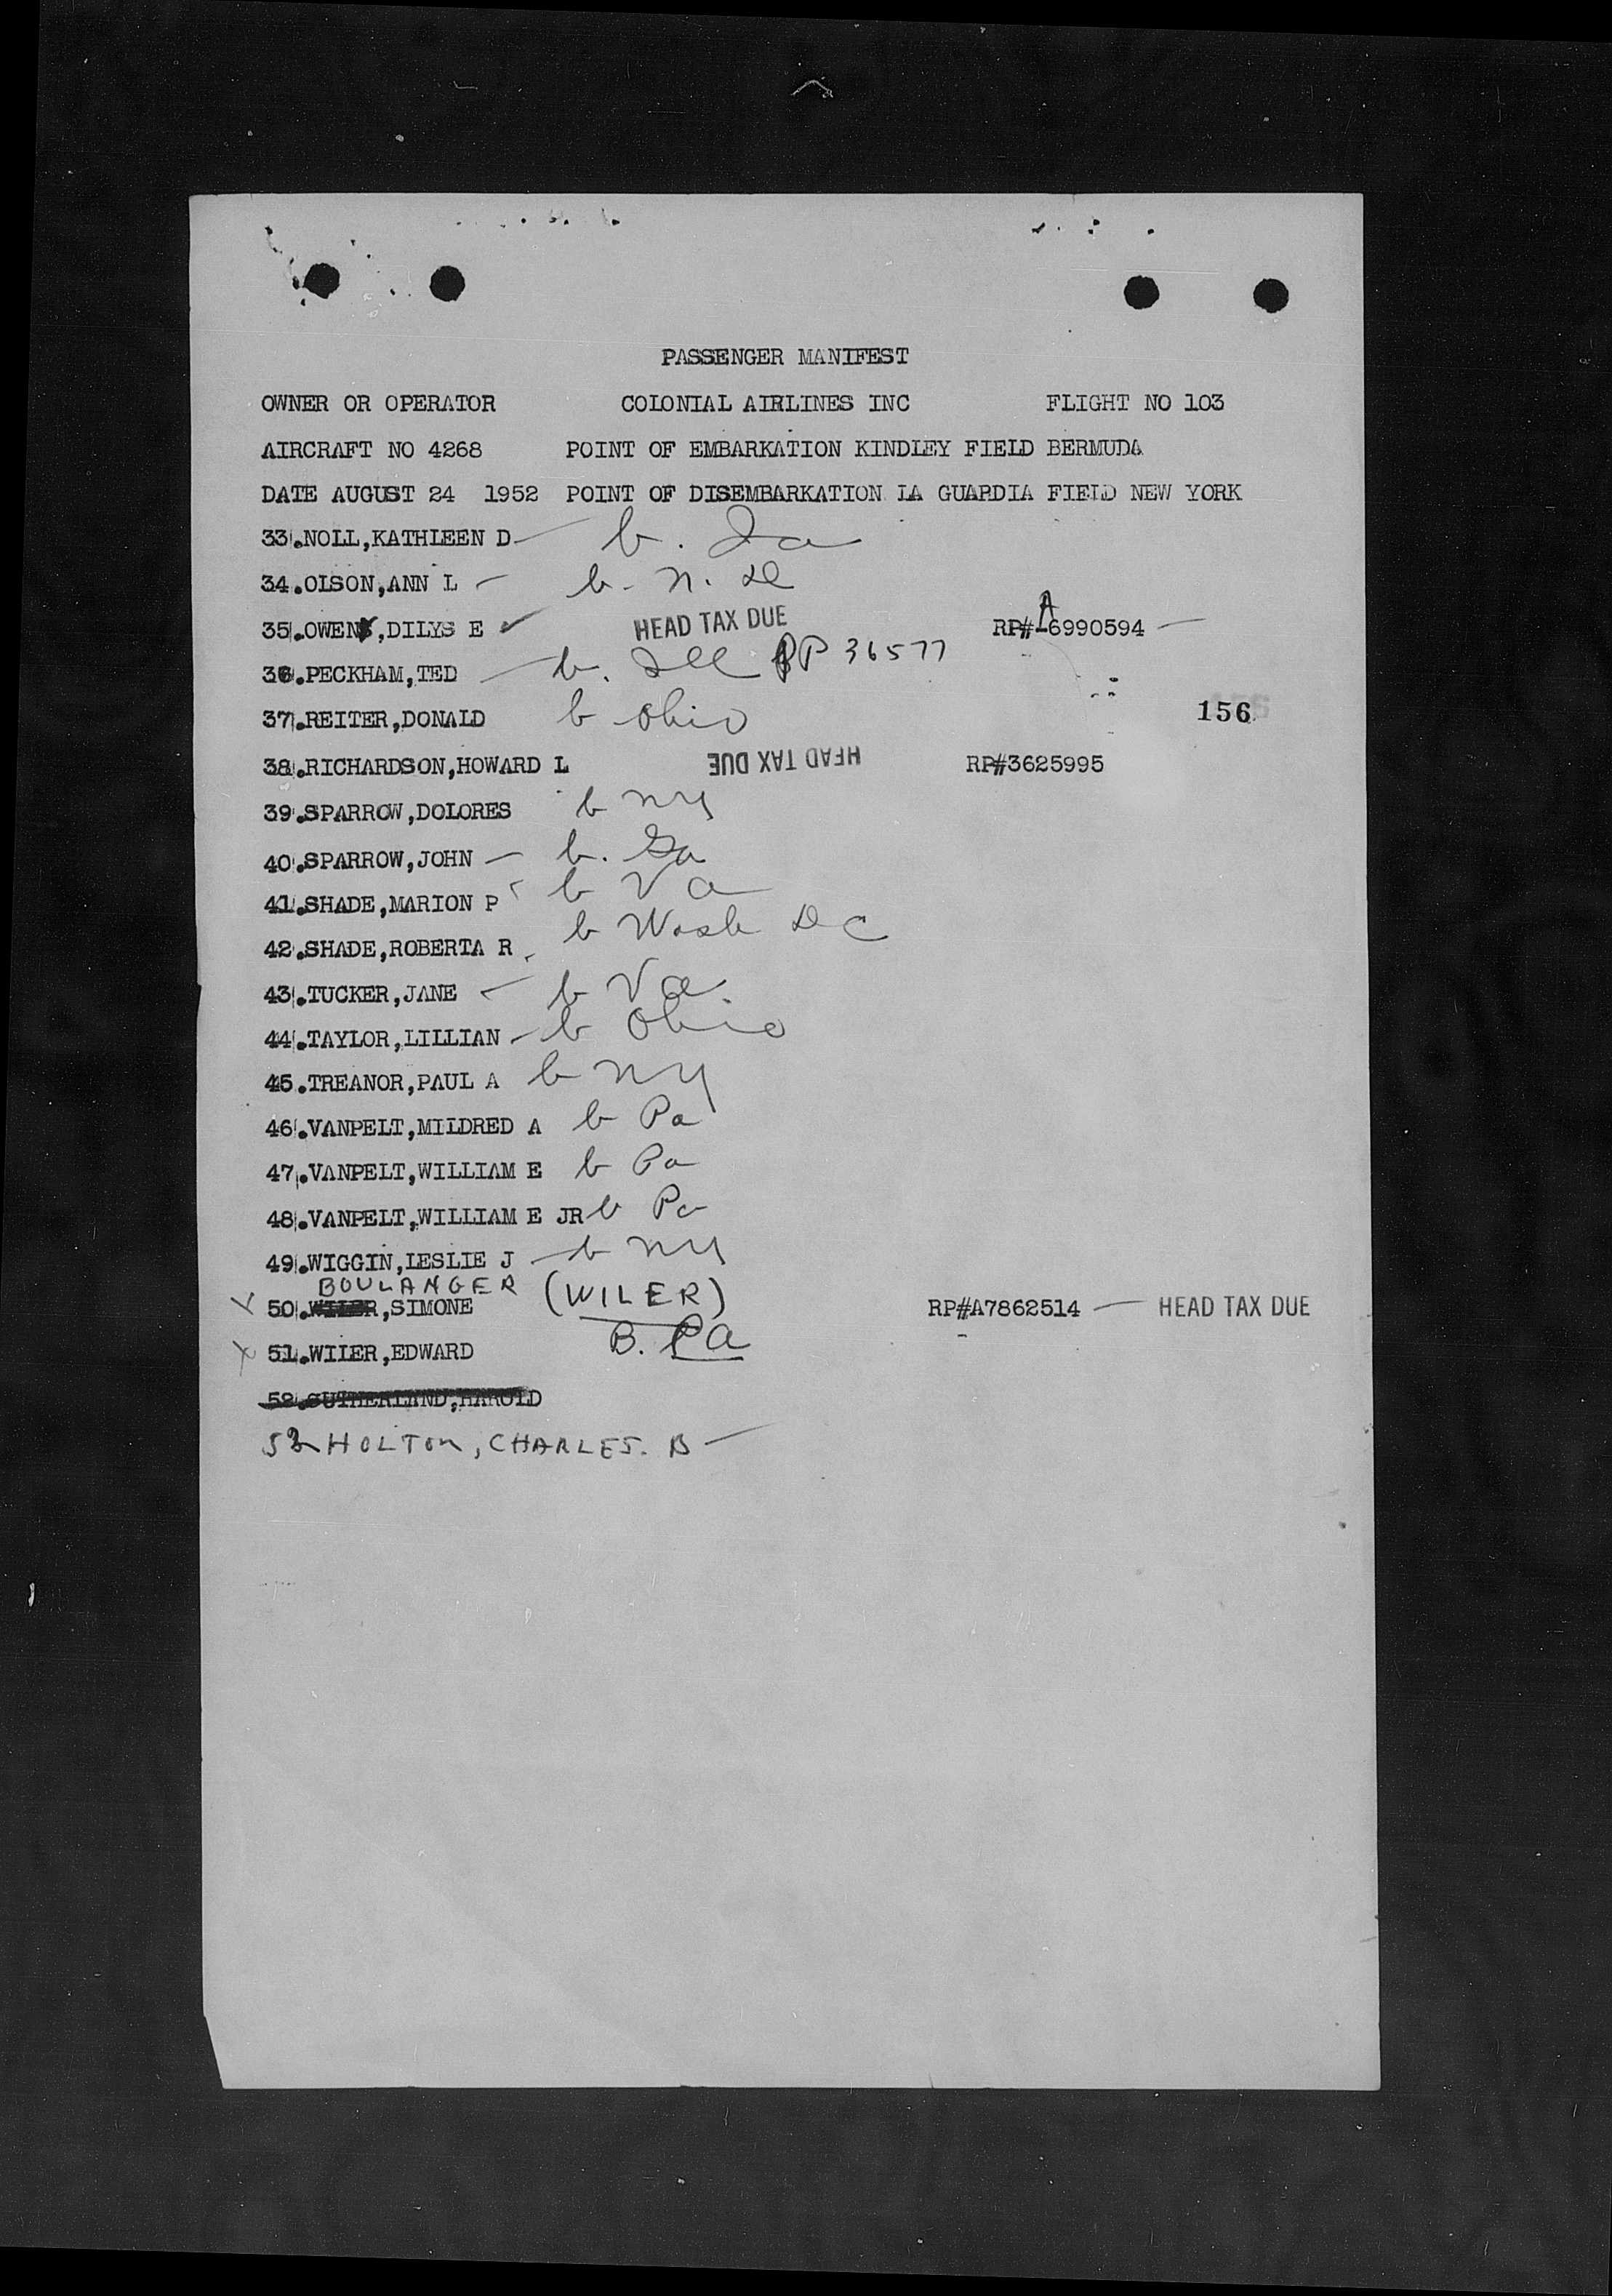 PASSENGER MANIFEST
OWNER OR OPERATOR COLONIAL AIRLINES INC FLIGHT NO 103
AIRCRAFT NO 4268 POINT OF EMBARKATION KINDLEY FIELD BERMUDA
DATE AUGUST 24 1952 POINT OF DISEMBARKATION LA GUARDIA FIELD NEW YORK
33.NOLL,KATHLEEN D b. Ia
34.OLSON,ANN L b. N. D
35.OWEN,DILYS E HEAD TAX DUE RP#A6990594
36.PECKHAM,TED b. Ill PP 36577
37.REITER,DONALD b Ohio
156
38.RICHARDSON,HOWARD L HEAD TAX DUE RP#3625995
39.SPARROW,DOLORES b NY
40.SPARROW,JOHN b. Ga
41.SHADE,MARION P b Va
42.SHADE,ROBERTA R b Wash DC
43.TUCKER,JANE b Va.
44.TAYLOR,LILLIAN b Ohio
45.TREANOR,PAUL A b NY
46.VANPELT,MILDRED A b Pa
47.VANPELT,WILLIAM E b Pa
48.VANPELT,WILLIAM E JR b Pa
49.WIGGIN,LESLIE J b NY
BOULANGER (WILER)
50.WILER,SIMONE RP#A7862514 HEAD TAX DUE
51.WILER,EDWARD B. PA
52.SUTHERLAND,HAROLD
52 HOLTON, CHARLES. B